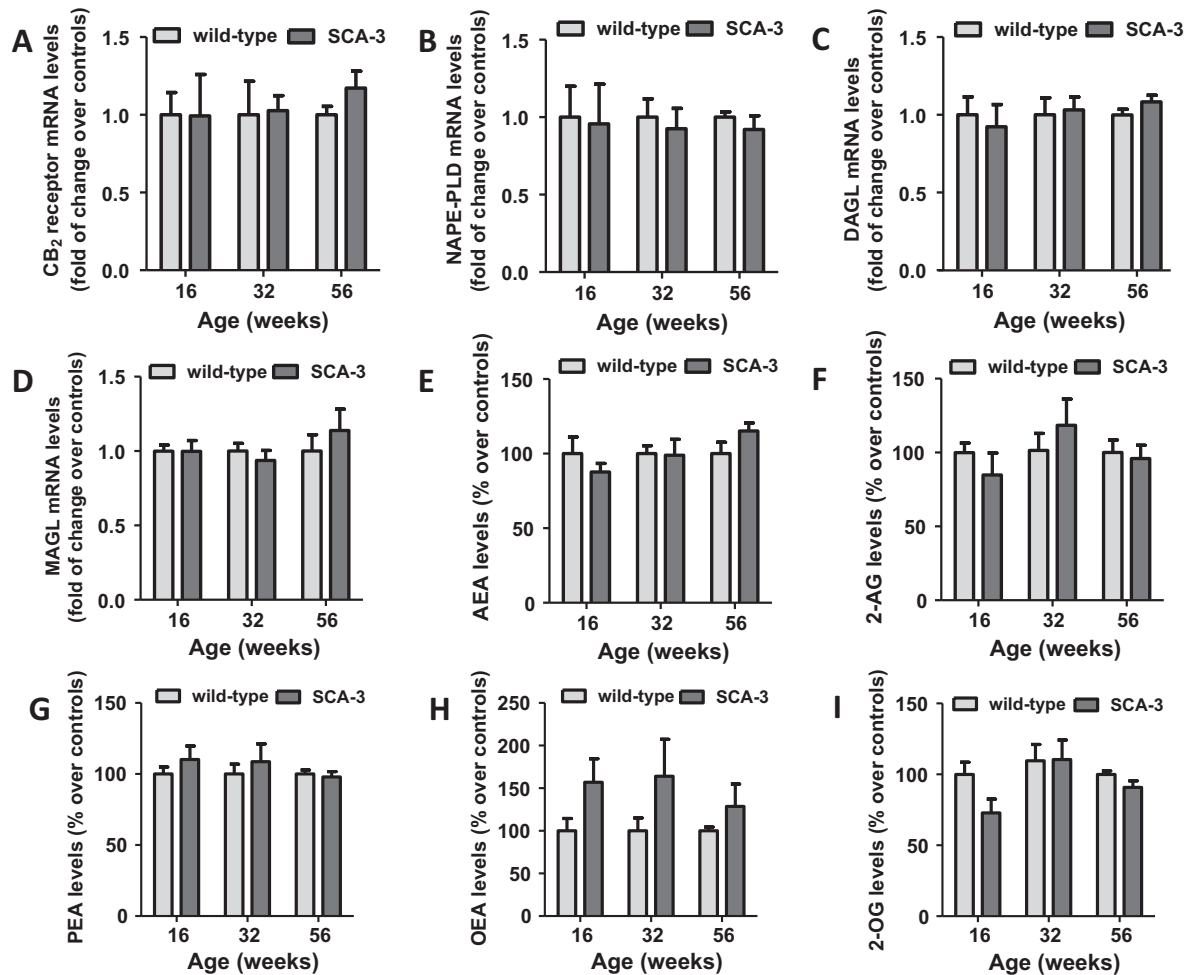 A
wild-type SCA-3
CB₂ receptor mRNA levels
(fold of change over controls)
1.5
1.0
0.5
0.0
16 32 56
Age (weeks)
B
wild-type SCA-3
NAPE-PLD mRNA levels
(fold of change over controls)
1.5
1.0
0.5
0.0
16 32 56
Age (weeks)
C
wild-type SCA-3
DAGL mRNA levels
(fold of change over controls)
1.5
1.0
0.5
0.0
16 32 56
Age (weeks)
D
wild-type SCA-3
MAGL mRNA levels
(fold of change over controls)
1.5
1.0
0.5
0.0
16 32 56
Age (weeks)
E
wild-type SCA-3
AEA levels (% over controls)
150
100
50
0
16 32 56
Age (weeks)
F
wild-type SCA-3
2-AG levels (% over controls)
150
100
50
0
16 32 56
Age (weeks)
G
wild-type SCA-3
PEA levels (% over controls)
150
100
50
0
16 32 56
Age (weeks)
H
wild-type SCA-3
OEA levels (% over controls)
250
200
150
100
50
0
16 32 56
Age (weeks)
I
wild-type SCA-3
2-OG levels (% over controls)
150
100
50
0
16 32 56
Age (weeks)